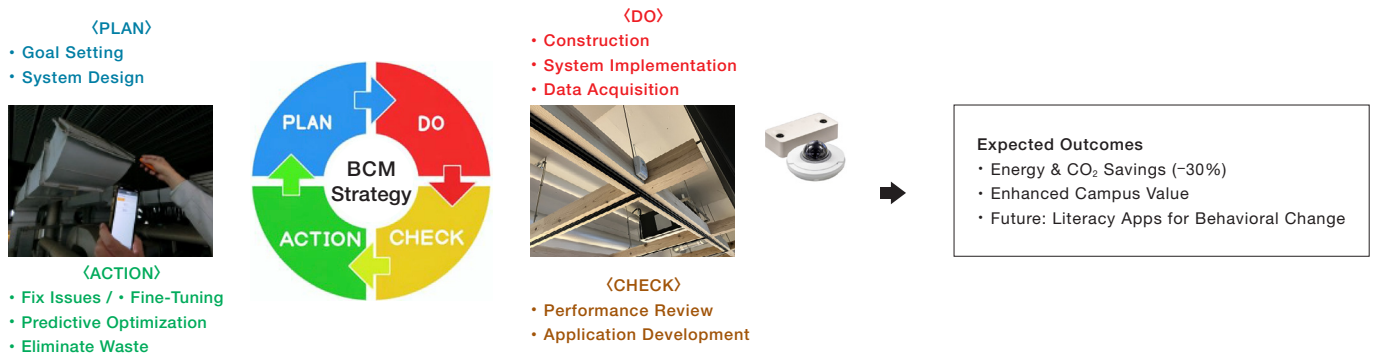 〈PLAN〉
・Goal Setting
・System Design
〈DO〉
・Construction
・System Implementation
・Data Acquisition
PLAN
DO
BCM
Strategy
ACTION
CHECK
〈ACTION〉
・Fix Issues /・Fine-Tuning
・Predictive Optimization
・Eliminate Waste
〈CHECK〉
・Performance Review
・Application Development
Expected Outcomes
・Energy & CO₂ Savings (−30%)
・Enhanced Campus Value
・Future: Literacy Apps for Behavioral Change